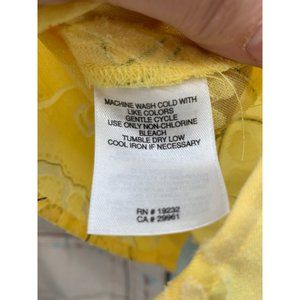 MACHINE WASH COLD WITH
LIKE COLORS
GENTLE CYCLE
USE ONLY NON-CHLORINE
BLEACH
TUMBLE DRY LOW
COOL IRON IF NECESSARY
RN # 19232
CA # 29961